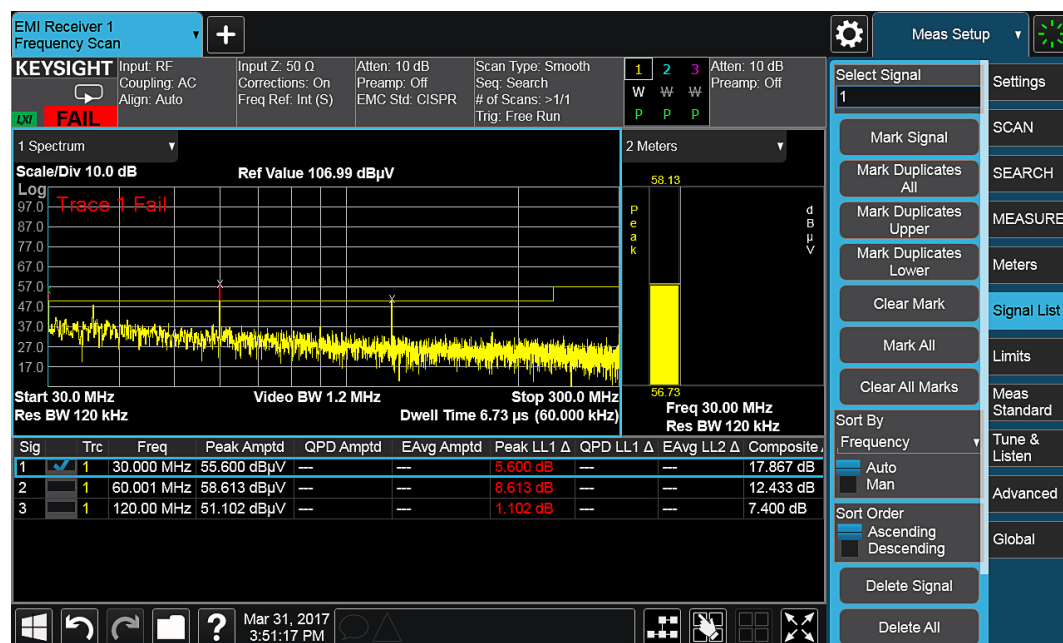 EMI Receiver 1
Frequency Scan
+
Meas Setup
KEYSIGHT
LXI
FAIL
Input: RF
Coupling: AC
Align: Auto
Input Z: 50 Ω
Corrections: On
Freq Ref: Int (S)
Atten: 10 dB
Preamp: Off
EMC Std: CISPR
Scan Type: Smooth
Seq: Search
# of Scans: >1/1
Trig: Free Run
1 2 3
W W W
P P P
Atten: 10 dB
Preamp: Off
1 Spectrum
Scale/Div 10.0 dB
Ref Value 106.99 dBµV
Log
Trace 1 Fail
97.0
87.0
77.0
67.0
57.0
47.0
37.0
27.0
17.0
Start 30.0 MHz
Video BW 1.2 MHz
Stop 300.0 MHz
Res BW 120 kHz
Dwell Time 6.73 µs (60.000 kHz)
2 Meters
58.13
Peak
dBµV
56.73
Freq 30.00 MHz
Res BW 120 kHz
Sig Trc Freq Peak Amptd QPD Amptd EAvg Amptd Peak LL1 Δ QPD LL1 Δ EAvg LL2 Δ Composite
1 1 30.000 MHz 55.600 dBµV --- --- 5.600 dB --- --- 17.867 dB
2 1 60.001 MHz 58.613 dBµV --- --- 8.613 dB --- --- 12.433 dB
3 1 120.00 MHz 51.102 dBµV --- --- 1.102 dB --- --- 7.400 dB
?
Mar 31, 2017
3:51:17 PM
Select Signal
1
Mark Signal
Mark Duplicates
All
Mark Duplicates
Upper
Mark Duplicates
Lower
Clear Mark
Mark All
Clear All Marks
Sort By
Frequency
Auto
Man
Sort Order
Ascending
Descending
Delete Signal
Delete All
Settings
SCAN
SEARCH
MEASURE
Meters
Signal List
Limits
Meas
Standard
Tune &
Listen
Advanced
Global